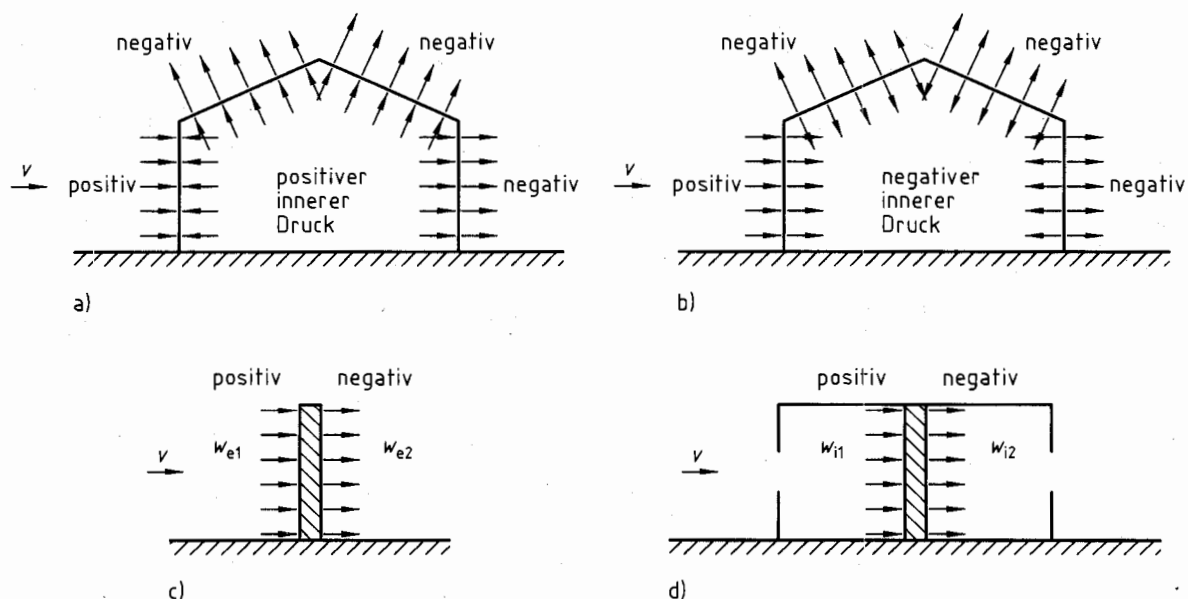 negativ
negativ
v
positiv
positiver
innerer
Druck
negativ
a)
negativ
negativ
v
positiv
negativer
innerer
Druck
negativ
b)
positiv
negativ
v
we1
we2
c)
positiv
negativ
v
wi1
wi2
d)